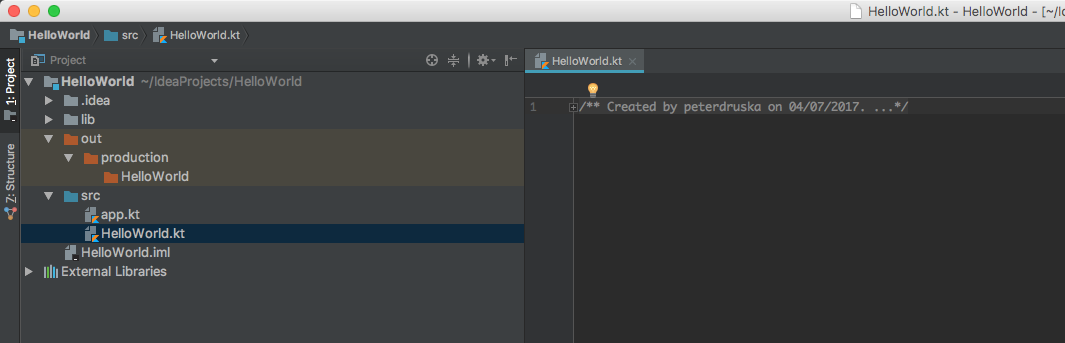 HelloWorld.kt - HelloWorld - [~/Id
HelloWorld src HelloWorld.kt
1: Project
Z: Structure
Project
HelloWorld ~/IdeaProjects/HelloWorld
.idea
lib
out
production
HelloWorld
src
app.kt
HelloWorld.kt
HelloWorld.iml
External Libraries
HelloWorld.kt
1 /** Created by peterdruska on 04/07/2017. ...*/